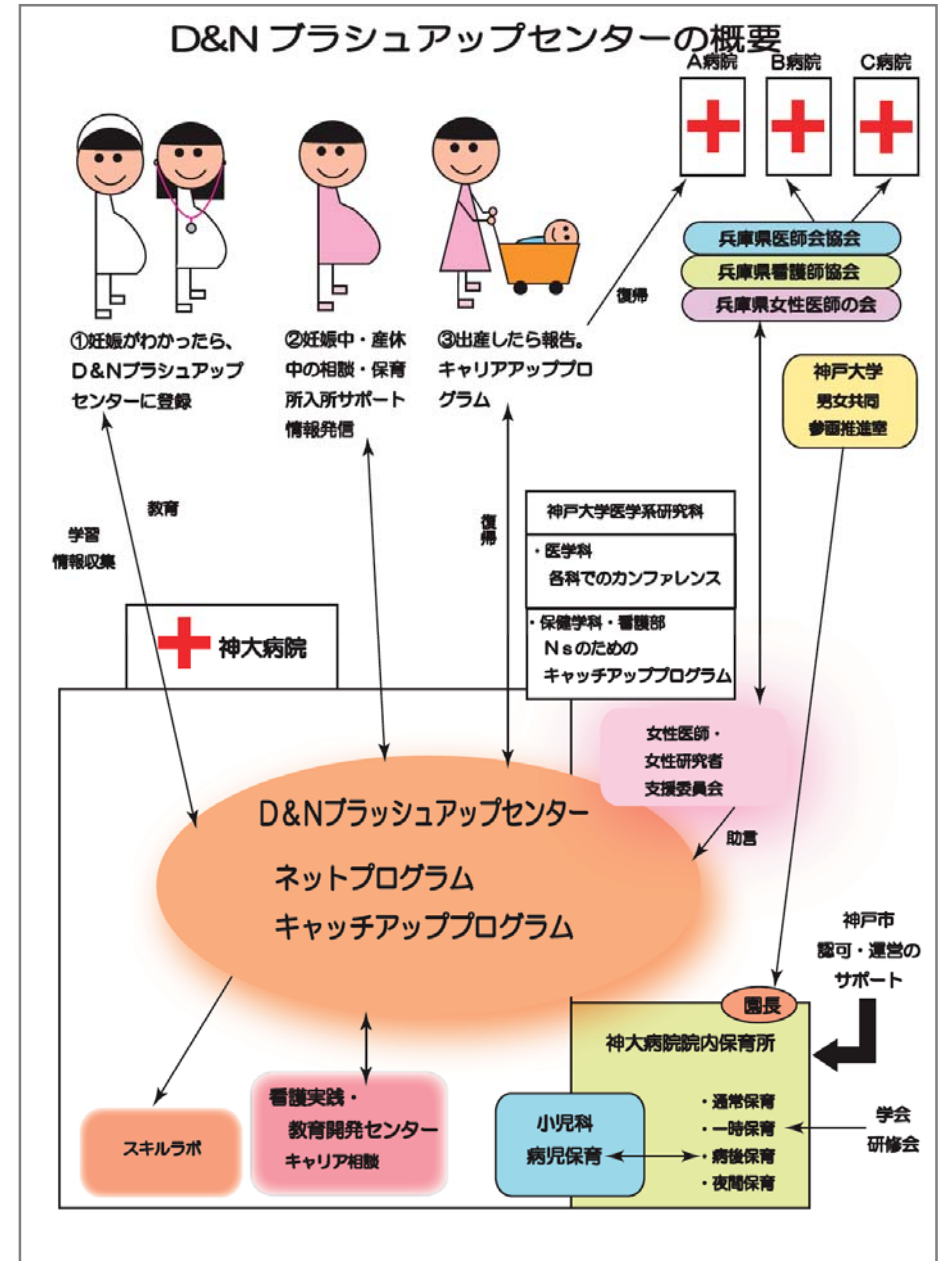 D&Nブラシュアップセンターの概要
A病院
B病院
C病院
兵庫県医師会協会
兵庫県看護師協会
兵庫県女性医師の会
復帰
①妊娠がわかったら、
D&Nブラシュアップ
センターに登録
②妊娠中・産休
中の相談・保育
所入所サポート
情報発信
③出産したら報告。
キャリアアッププロ
グラム
神戸大学
男女共同
参画推進室
教育
学習
情報収集
復帰
神戸大学医学系研究科
・医学科
各科でのカンファレンス
・保健学科・看護部
Nsのための
キャッチアッププログラム
神大病院
女性医師・
女性研究者
支援委員会
助言
D&Nブラッシュアップセンター
ネットプログラム
キャッチアッププログラム
神戸市
認可・運営の
サポート
園長
神大病院院内保育所
・通常保育
・一時保育
・病後保育
・夜間保育
学会
研修会
小児科
病児保育
看護実践・
教育開発センター
キャリア相談
スキルラボ